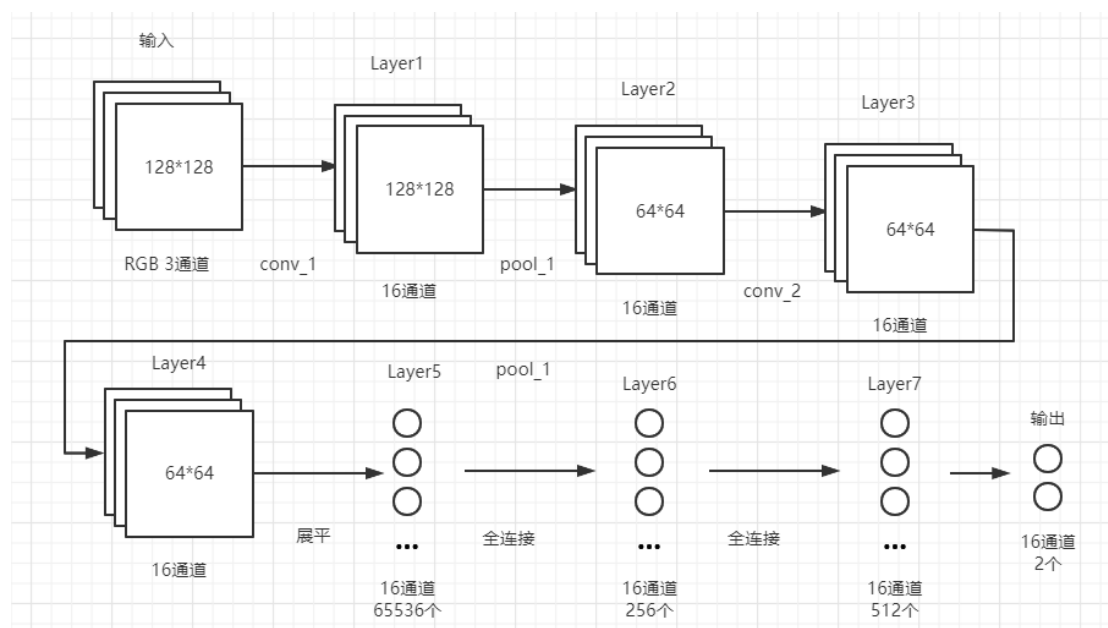 输入
Layer1
Layer2
Layer3
128*128
128*128
64*64
64*64
RGB 3通道
conv_1
16通道
pool_1
16通道
conv_2
16通道
Layer4
pool_1
Layer5
Layer6
Layer7
输出
64*64
展平
全连接
全连接
...
...
...
16通道
16通道
65536个
16通道
256个
16通道
512个
16通道
2个